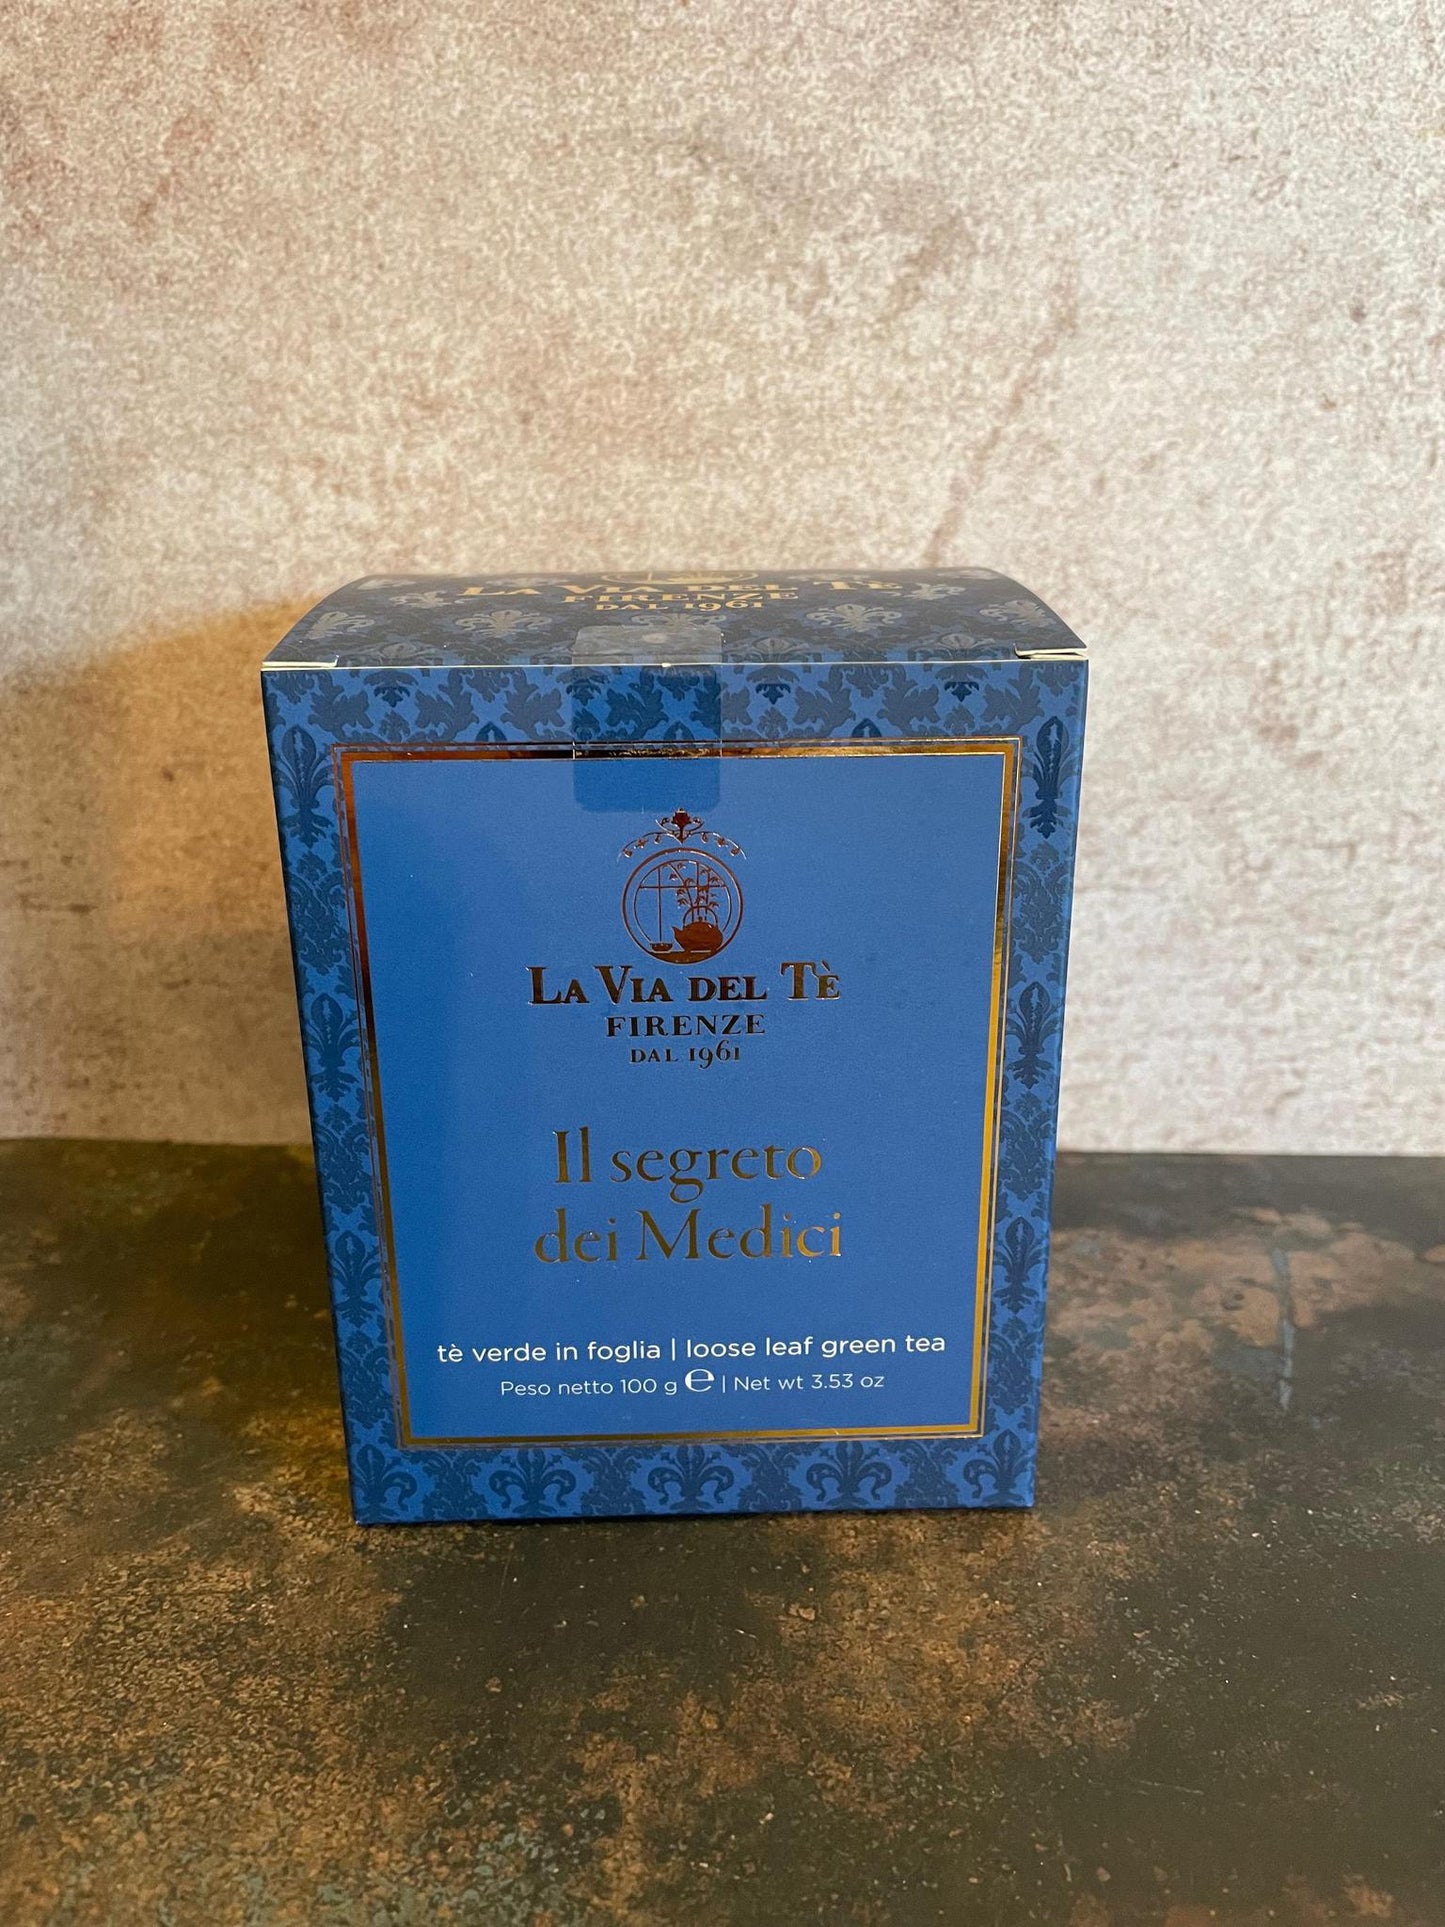 LA VIA DEL TÈ
FIRENZE
DAL 1961
LA VIA DEL TÈ
FIRENZE
DAL 1961
Il segreto
dei Medici
tè verde in foglia | loose leaf green tea
Peso netto 100 g ℮ | Net wt 3.53 oz